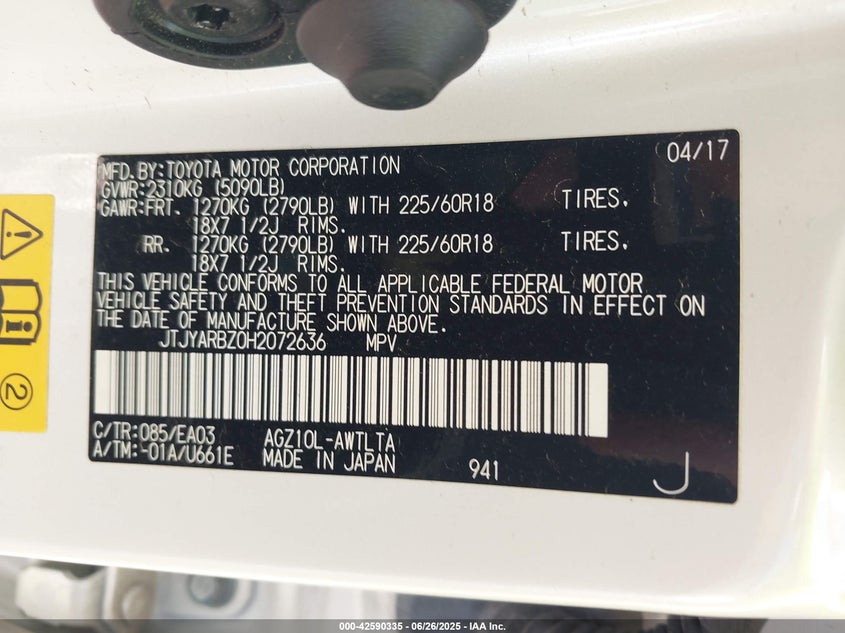 04/17
MFD.BY:TOYOTA MOTOR CORPORATION
GVWR:2310KG (5090LB)
GAWR:FRT. 1270KG (2790LB) WITH 225/60R18 TIRES.
18X7 1/2J RIMS.
RR. 1270KG (2790LB) WITH 225/60R18 TIRES.
18X7 1/2J RIMS.
THIS VEHICLE CONFORMS TO ALL APPLICABLE FEDERAL MOTOR
VEHICLE SAFETY AND THEFT PREVENTION STANDARDS IN EFFECT ON
THE DATE OF MANUFACTURE SHOWN ABOVE.
JTJYARBZ0H2072636 MPV
C/TR:085/EA03 AGZ10L-AWTLTA
A/TM:-01A/U661E MADE IN JAPAN 941 J
2
000-42590335 - 06/26/2025 - IAA Inc.